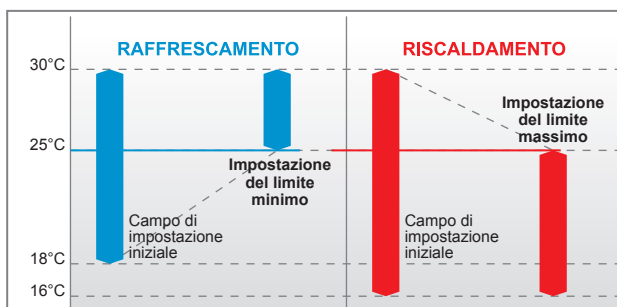 RAFFRESCAMENTO
RISCALDAMENTO
30°C
Impostazione
del limite
massimo
25°C
Impostazione
del limite
minimo
Campo di
impostazione
iniziale
Campo di
impostazione
iniziale
18°C
16°C